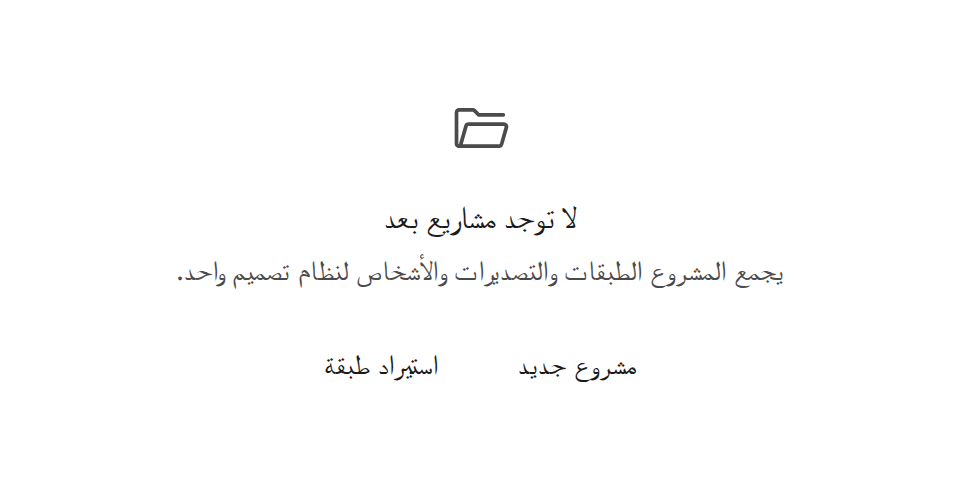 لا توجد مشاريع بعد
يجمع المشروع الطبقات والتصديرات والأشخاص لنظام تصميم واحد.
مشروع جديد
استيراد طبقة